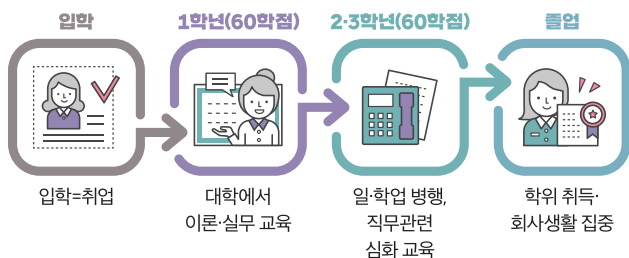 입학
1학년(60학점)
2·3학년(60학점)
졸업
입학=취업
대학에서
이론·실무 교육
일·학업 병행,
직무관련
심화 교육
학위 취득·
회사생활 집중